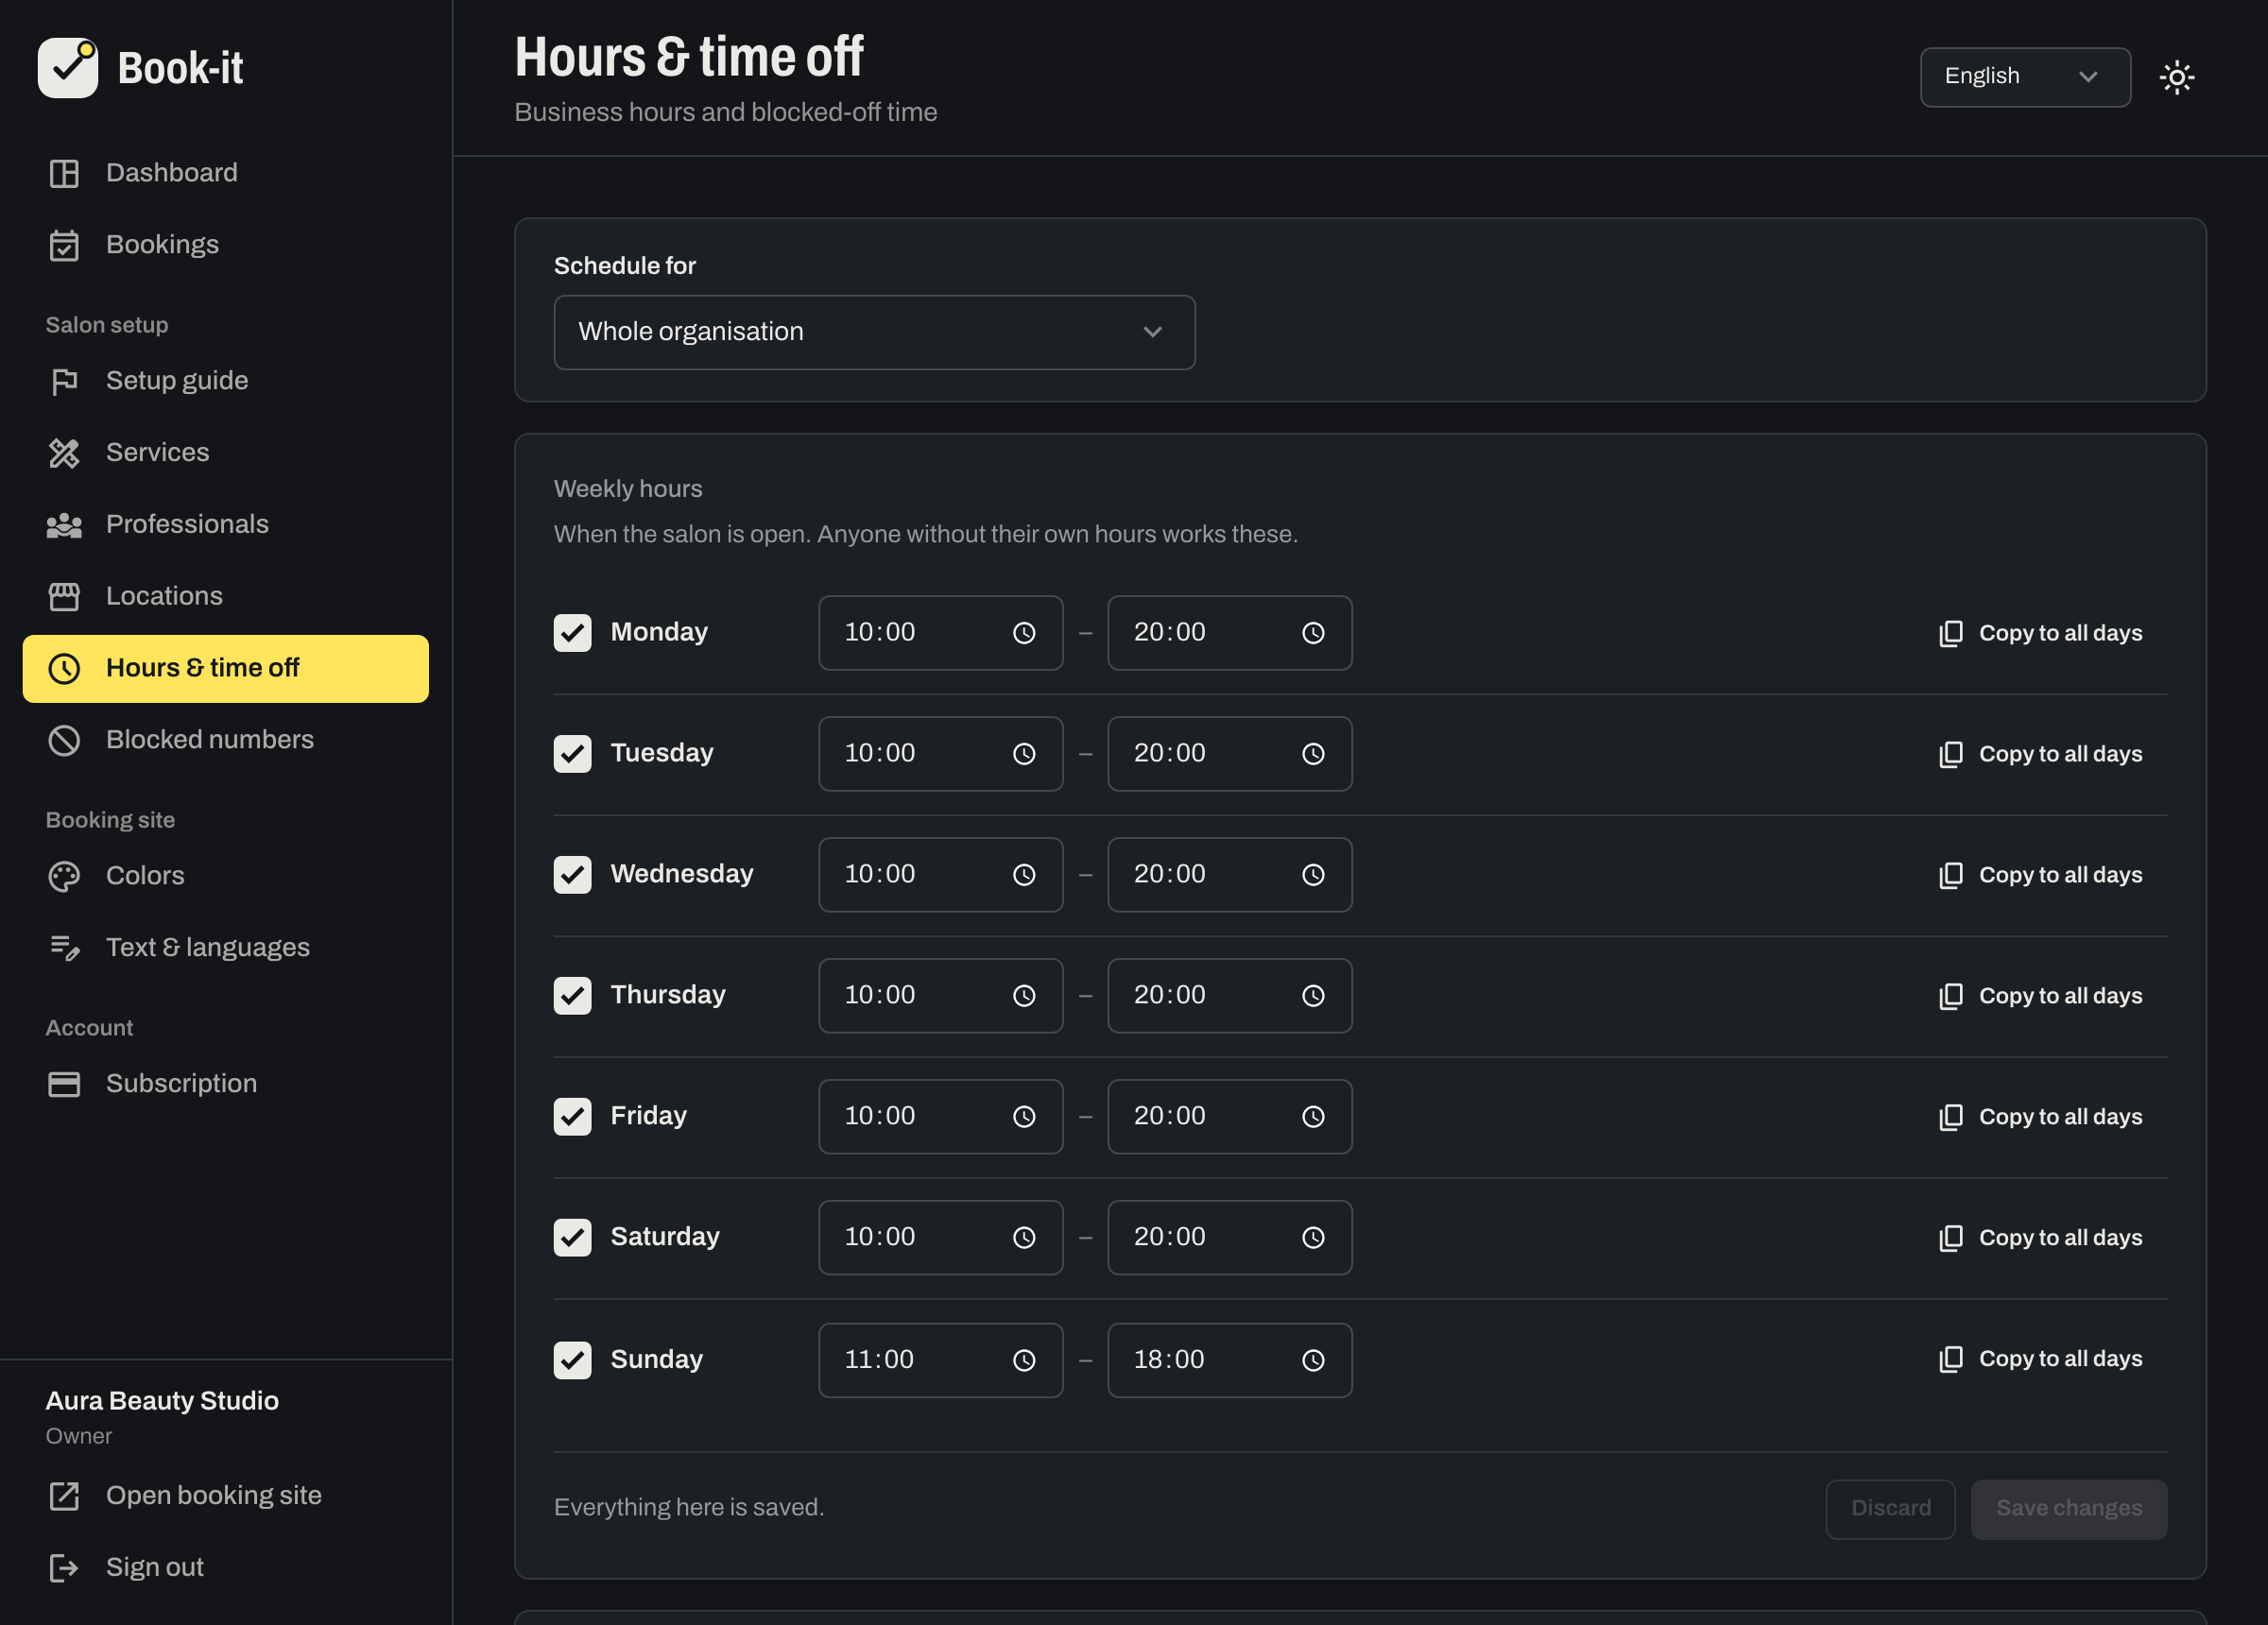 Book-it
Dashboard
Bookings
Salon setup
Setup guide
Services
Professionals
Locations
Hours & time off
Blocked numbers
Booking site
Colors
Text & languages
Account
Subscription
Aura Beauty Studio
Owner
Open booking site
Sign out
Hours & time off
Business hours and blocked-off time
English
Schedule for
Whole organisation
Weekly hours
When the salon is open. Anyone without their own hours works these.
Monday 10:00 – 20:00 Copy to all days
Tuesday 10:00 – 20:00 Copy to all days
Wednesday 10:00 – 20:00 Copy to all days
Thursday 10:00 – 20:00 Copy to all days
Friday 10:00 – 20:00 Copy to all days
Saturday 10:00 – 20:00 Copy to all days
Sunday 11:00 – 18:00 Copy to all days
Everything here is saved. Discard Save changes